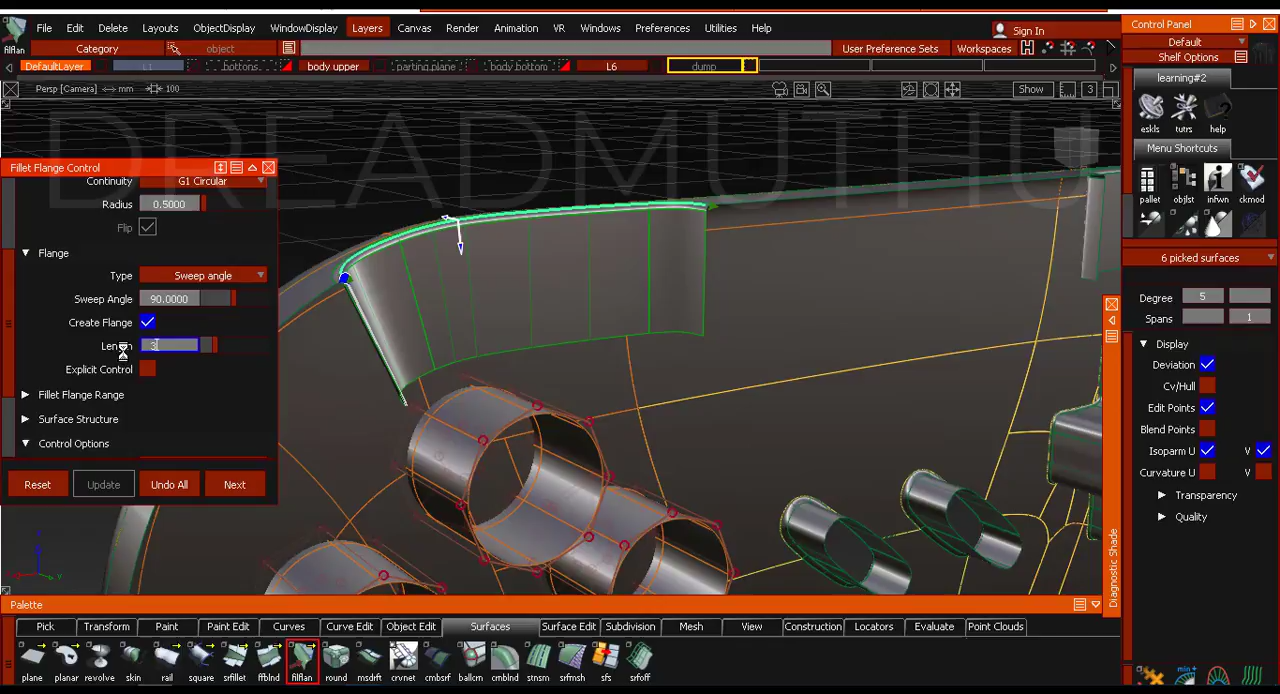 File Edit Delete Layouts ObjectDisplay WindowDisplay Layers Canvas Render Animation VR Windows Preferences Utilities Help
Sign In
filflan Category object User Preference Sets Workspaces
DefaultLayer L1 bottoms body upper parting plane body bottom L6 dump
Persp [Camera] mm 100 Show 3
DREADMUTHU
Fillet Flange Control
Continuity G1 Circular
Radius 0.5000
Flip
Flange
Type Sweep angle
Sweep Angle 90.0000
Create Flange
Length 3
Explicit Control
Fillet Flange Range
Surface Structure
Control Options
Reset Update Undo All Next
Control Panel
Default
Shelf Options
learning#2
eskls tutrs help
Menu Shortcuts
pallet objlst infwn ckmod
6 picked surfaces
Degree 5
Spans 1
Display
Deviation
Cv/Hull
Edit Points
Blend Points
Isoparm U V
Curvature U V
Transparency
Quality
Diagnostic Shade
Palette
Pick Transform Paint Paint Edit Curves Curve Edit Object Edit Surfaces Surface Edit Subdivision Mesh View Construction Locators Evaluate Point Clouds
plane planar revolve skin rail square srfillet ffblnd filflan round msdrft crvnet cmbsrf ballcrn cmblnd stnsrn srfmsh sfs srfoff